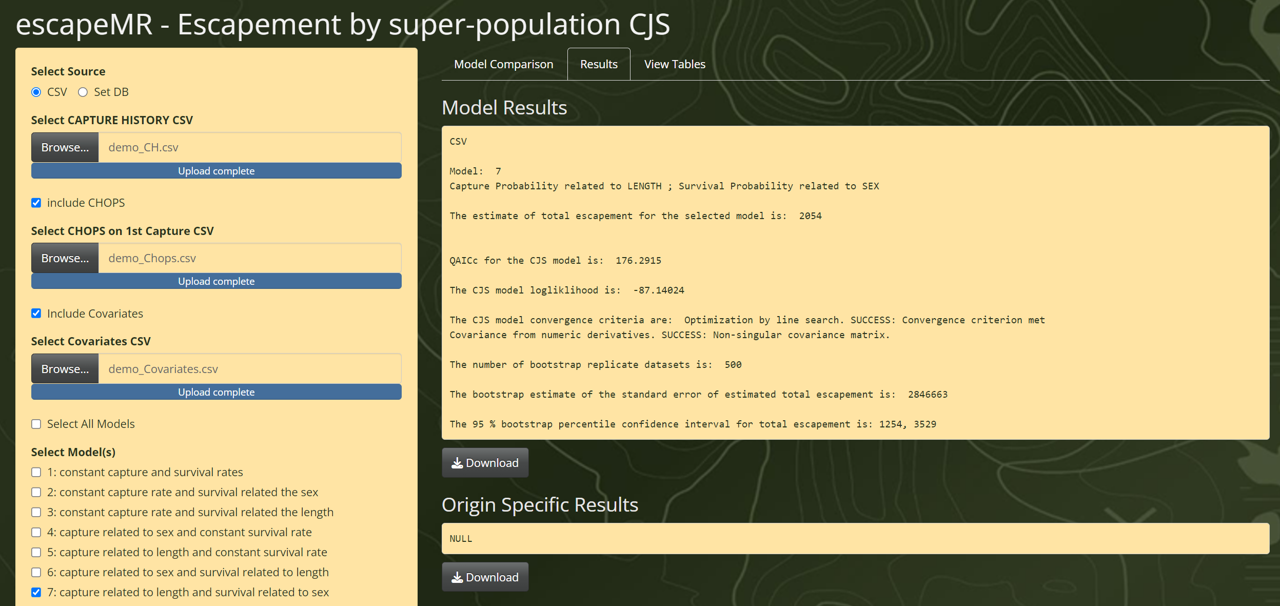 escapeMR - Escapement by super-population CJS
Select Source
CSV Set DB
Select CAPTURE HISTORY CSV
Browse... demo_CH.csv
Upload complete
include CHOPS
Select CHOPS on 1st Capture CSV
Browse... demo_Chops.csv
Upload complete
Include Covariates
Select Covariates CSV
Browse... demo_Covariates.csv
Upload complete
Select All Models
Select Model(s)
1: constant capture and survival rates
2: constant capture rate and survival related the sex
3: constant capture rate and survival related the length
4: capture related to sex and constant survival rate
5: capture related to length and constant survival rate
6: capture related to sex and survival related to length
7: capture related to length and survival related to sex
Model Comparison Results View Tables
Model Results
CSV
Model: 7
Capture Probability related to LENGTH ; Survival Probability related to SEX
The estimate of total escapement for the selected model is: 2054
QAICc for the CJS model is: 176.2915
The CJS model logliklihood is: -87.14024
The CJS model convergence criteria are: Optimization by line search. SUCCESS: Convergence criterion met
Covariance from numeric derivatives. SUCCESS: Non-singular covariance matrix.
The number of bootstrap replicate datasets is: 500
The bootstrap estimate of the standard error of estimated total escapement is: 2846663
The 95 % bootstrap percentile confidence interval for total escapement is: 1254, 3529
Download
Origin Specific Results
NULL
Download